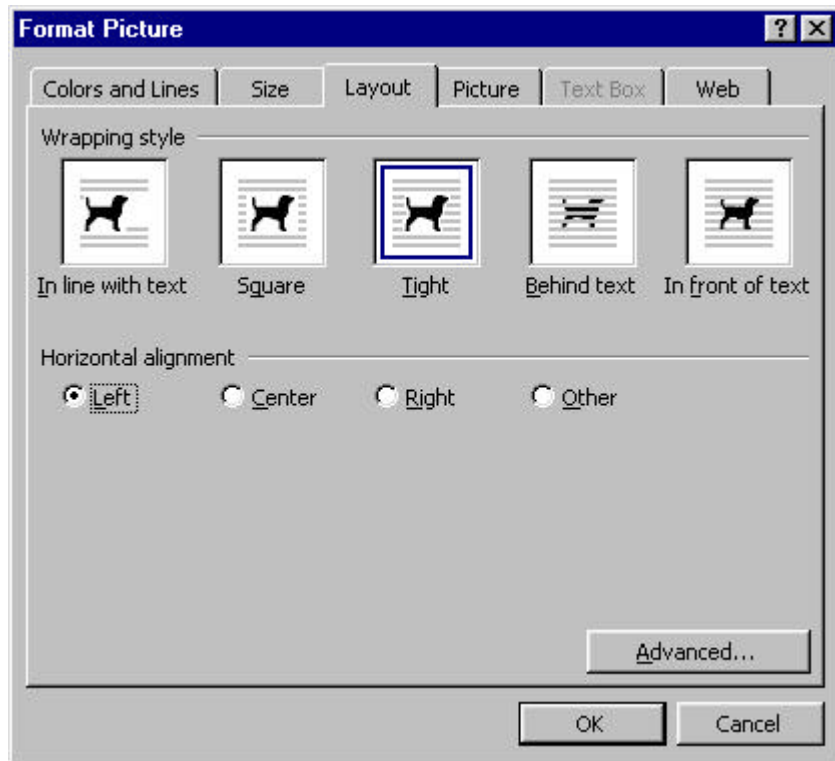 Format Picture
Colors and Lines Size Layout Picture Text Box Web
Wrapping style
In line with text Square Tight Behind text In front of text
Horizontal alignment
Left Center Right Other
Advanced...
OK Cancel